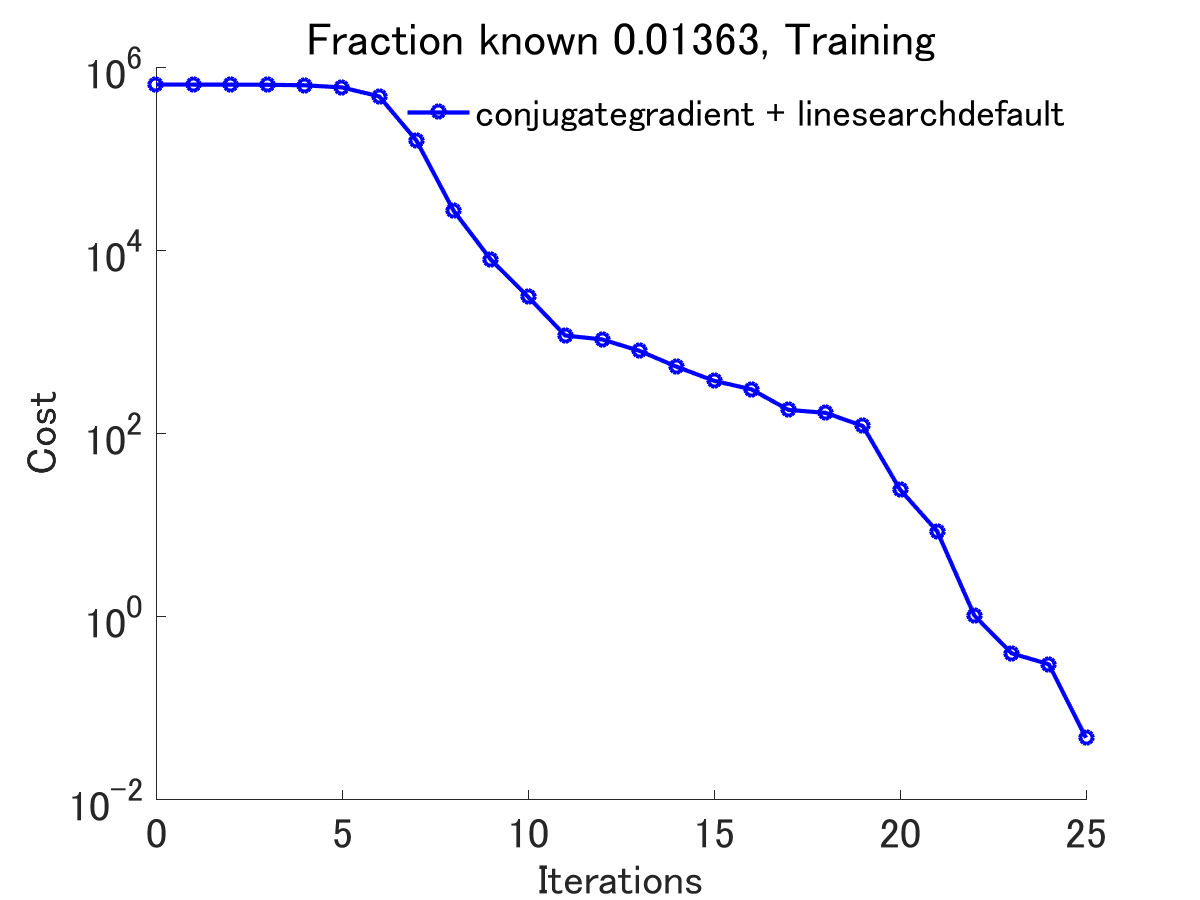 Fraction known 0.01363, Training
10^6
conjugategradient + linesearchdefault
10^4
Cost
10^2
10^0
10^-2
0 5 10 15 20 25
Iterations